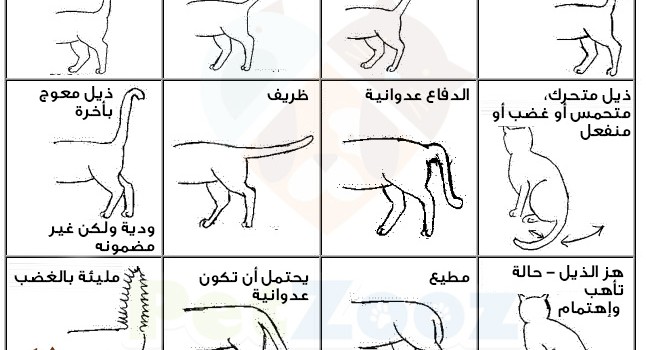 ذيل متحرك،
متحمس أو غضب أو
منفعل
الدفاع عدوانية
ظريف
ذيل معوج
بأخرة
ودية ولكن غير
مضمونه
هز الذيل – حالة
تأهب
وإهتمام
مطيع
يحتمل أن تكون
عدوانية
مليئة بالغضب
PetZooz